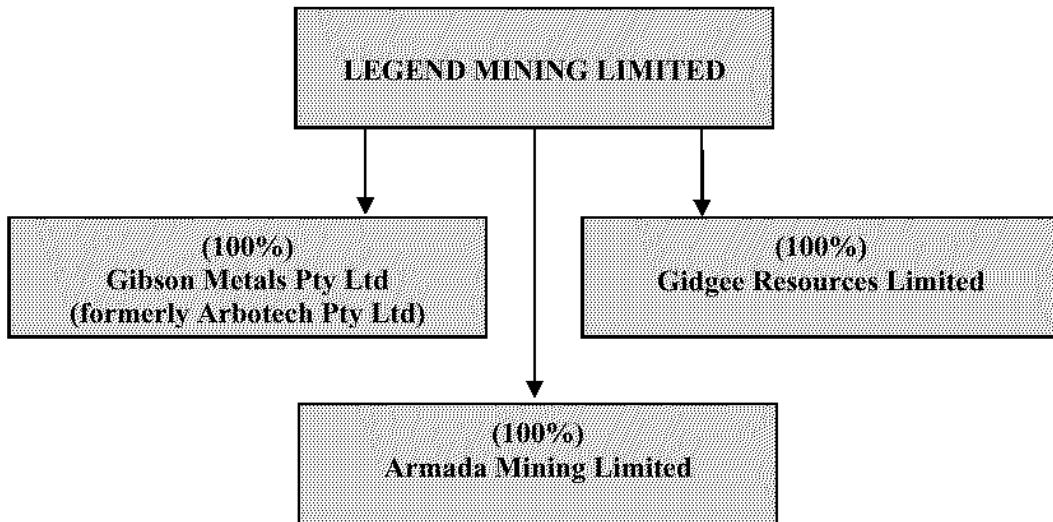 LEGEND MINING LIMITED
(100%)
Gibson Metals Pty Ltd
(formerly Arbotech Pty Ltd)
(100%)
Gidgee Resources Limited
(100%)
Armada Mining Limited